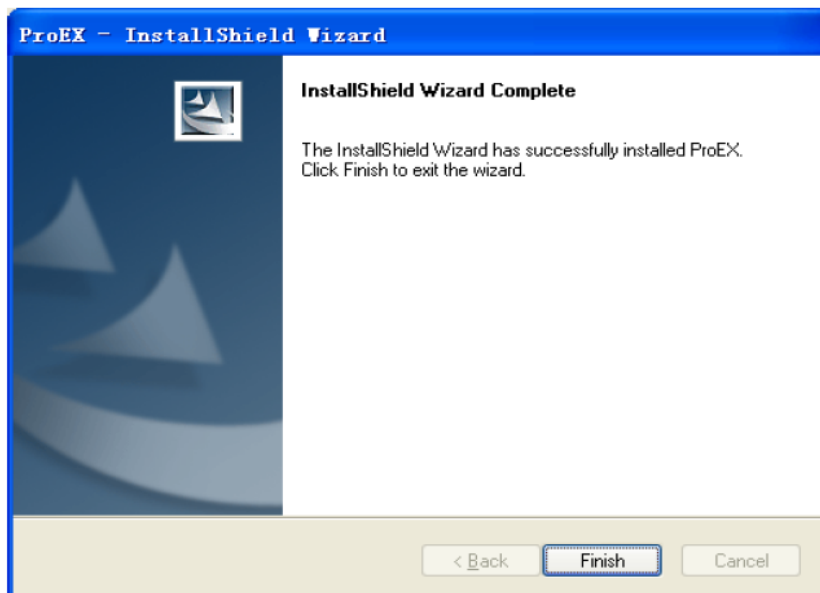 ProEX - InstallShield Wizard
InstallShield Wizard Complete
The InstallShield Wizard has successfully installed ProEX.
Click Finish to exit the wizard.
< Back
Finish
Cancel